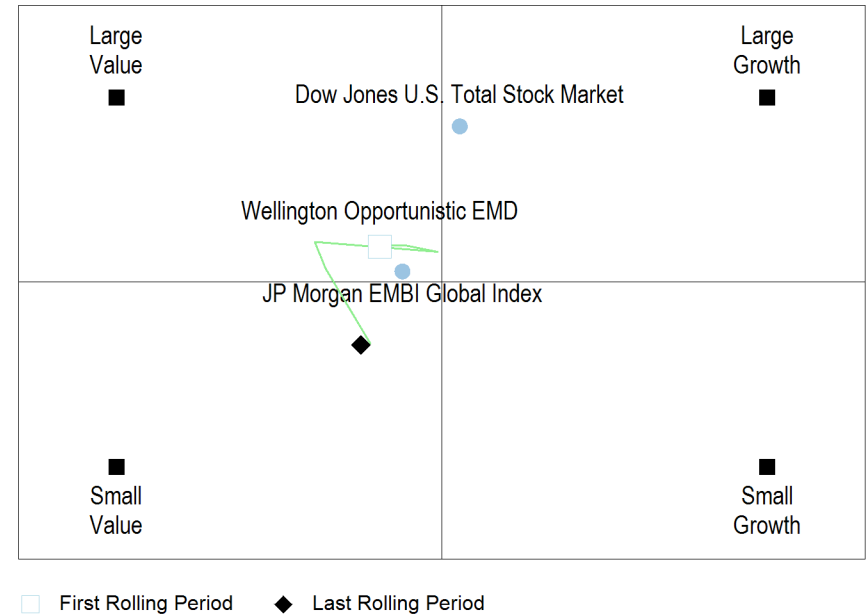 Large
Value
Large
Growth
Dow Jones U.S. Total Stock Market
Wellington Opportunistic EMD
JP Morgan EMBI Global Index
Small
Value
Small
Growth
First Rolling Period
Last Rolling Period